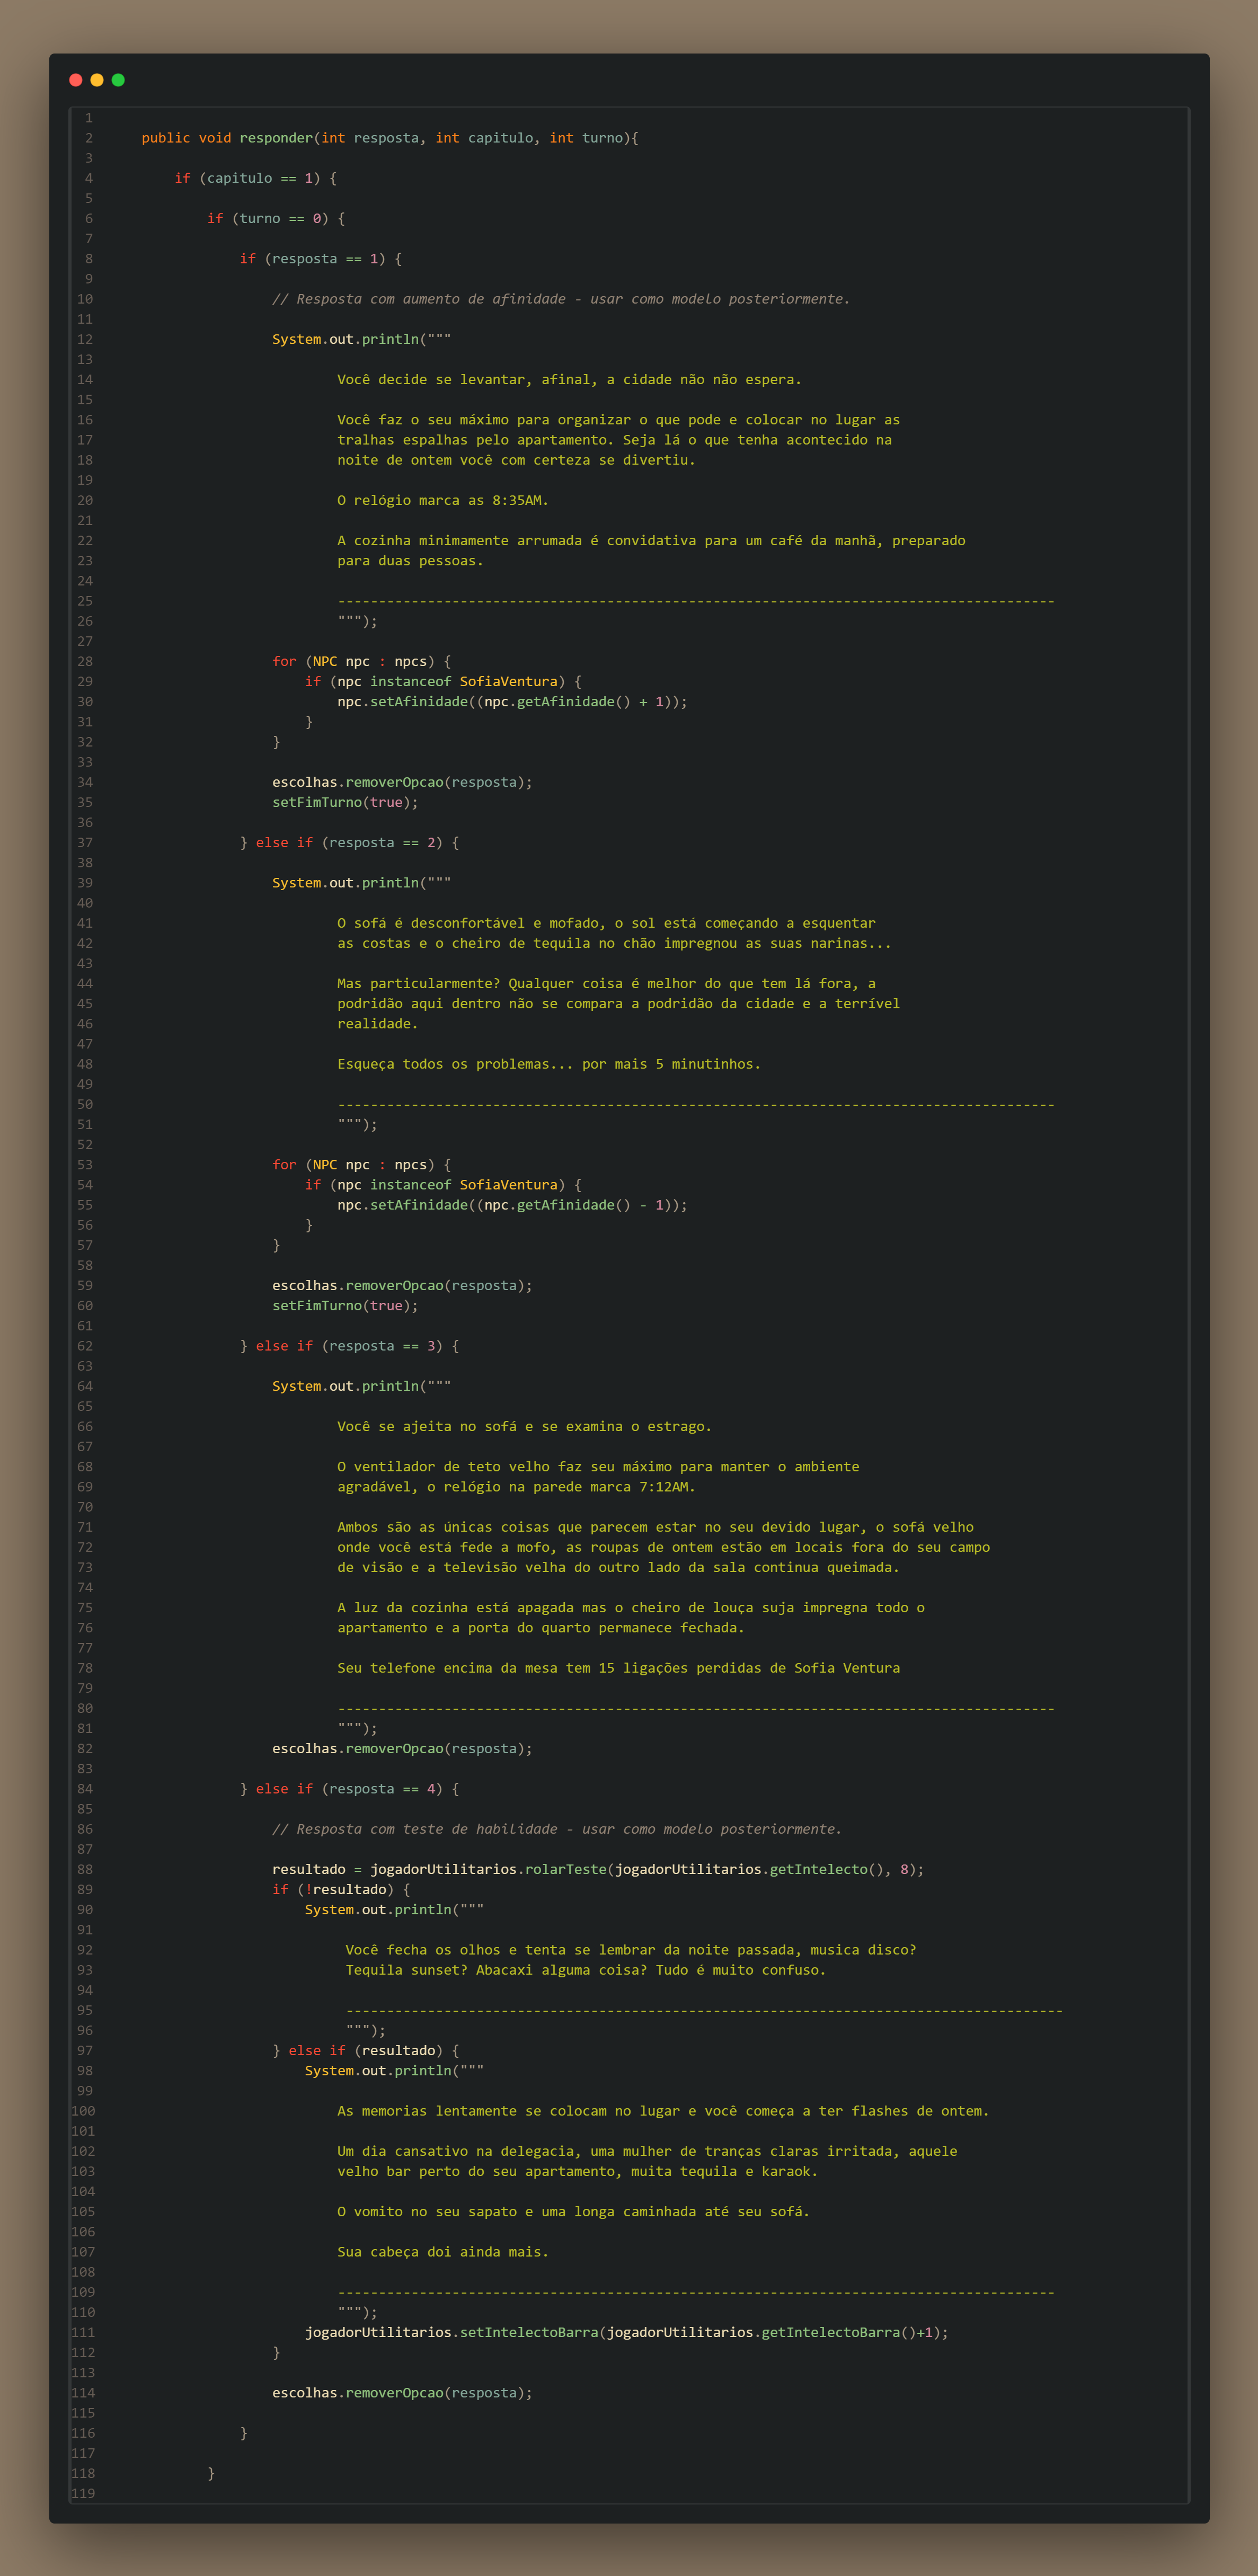 1
2 public void responder(int resposta, int capitulo, int turno){
3
4 if (capitulo == 1) {
5
6 if (turno == 0) {
7
8 if (resposta == 1) {
9
10 // Resposta com aumento de afinidade - usar como modelo posteriormente.
11
12 System.out.println("""
13
14 Você decide se levantar, afinal, a cidade não não espera.
15
16 Você faz o seu máximo para organizar o que pode e colocar no lugar as
17 tralhas espalhas pelo apartamento. Seja lá o que tenha acontecido na
18 noite de ontem você com certeza se divertiu.
19
20 O relógio marca as 8:35AM.
21
22 A cozinha minimamente arrumada é convidativa para um café da manhã, preparado
23 para duas pessoas.
24
25 ----------------------------------------------------------------------------------------
26 """);
27
28 for (NPC npc : npcs) {
29 if (npc instanceof SofiaVentura) {
30 npc.setAfinidade((npc.getAfinidade() + 1));
31 }
32 }
33
34 escolhas.removerOpcao(resposta);
35 setFimTurno(true);
36
37 } else if (resposta == 2) {
38
39 System.out.println("""
40
41 O sofá é desconfortável e mofado, o sol está começando a esquentar
42 as costas e o cheiro de tequila no chão impregnou as suas narinas...
43
44 Mas particularmente? Qualquer coisa é melhor do que tem lá fora, a
45 podridão aqui dentro não se compara a podridão da cidade e a terrível
46 realidade.
47
48 Esqueça todos os problemas... por mais 5 minutinhos.
49
50 ----------------------------------------------------------------------------------------
51 """);
52
53 for (NPC npc : npcs) {
54 if (npc instanceof SofiaVentura) {
55 npc.setAfinidade((npc.getAfinidade() - 1));
56 }
57 }
58
59 escolhas.removerOpcao(resposta);
60 setFimTurno(true);
61
62 } else if (resposta == 3) {
63
64 System.out.println("""
65
66 Você se ajeita no sofá e se examina o estrago.
67
68 O ventilador de teto velho faz seu máximo para manter o ambiente
69 agradável, o relógio na parede marca 7:12AM.
70
71 Ambos são as únicas coisas que parecem estar no seu devido lugar, o sofá velho
72 onde você está fede a mofo, as roupas de ontem estão em locais fora do seu campo
73 de visão e a televisão velha do outro lado da sala continua queimada.
74
75 A luz da cozinha está apagada mas o cheiro de louça suja impregna todo o
76 apartamento e a porta do quarto permanece fechada.
77
78 Seu telefone encima da mesa tem 15 ligações perdidas de Sofia Ventura
79
80 ----------------------------------------------------------------------------------------
81 """);
82 escolhas.removerOpcao(resposta);
83
84 } else if (resposta == 4) {
85
86 // Resposta com teste de habilidade - usar como modelo posteriormente.
87
88 resultado = jogadorUtilitarios.rolarTeste(jogadorUtilitarios.getIntelecto(), 8);
89 if (!resultado) {
90 System.out.println("""
91
92 Você fecha os olhos e tenta se lembrar da noite passada, musica disco?
93 Tequila sunset? Abacaxi alguma coisa? Tudo é muito confuso.
94
95 ----------------------------------------------------------------------------------------
96 """);
97 } else if (resultado) {
98 System.out.println("""
99
100 As memorias lentamente se colocam no lugar e você começa a ter flashes de ontem.
101
102 Um dia cansativo na delegacia, uma mulher de tranças claras irritada, aquele
103 velho bar perto do seu apartamento, muita tequila e karaok.
104
105 O vomito no seu sapato e uma longa caminhada até seu sofá.
106
107 Sua cabeça doi ainda mais.
108
109 ----------------------------------------------------------------------------------------
110 """);
111 jogadorUtilitarios.setIntelectoBarra(jogadorUtilitarios.getIntelectoBarra()+1);
112 }
113
114 escolhas.removerOpcao(resposta);
115
116 }
117
118 }
119